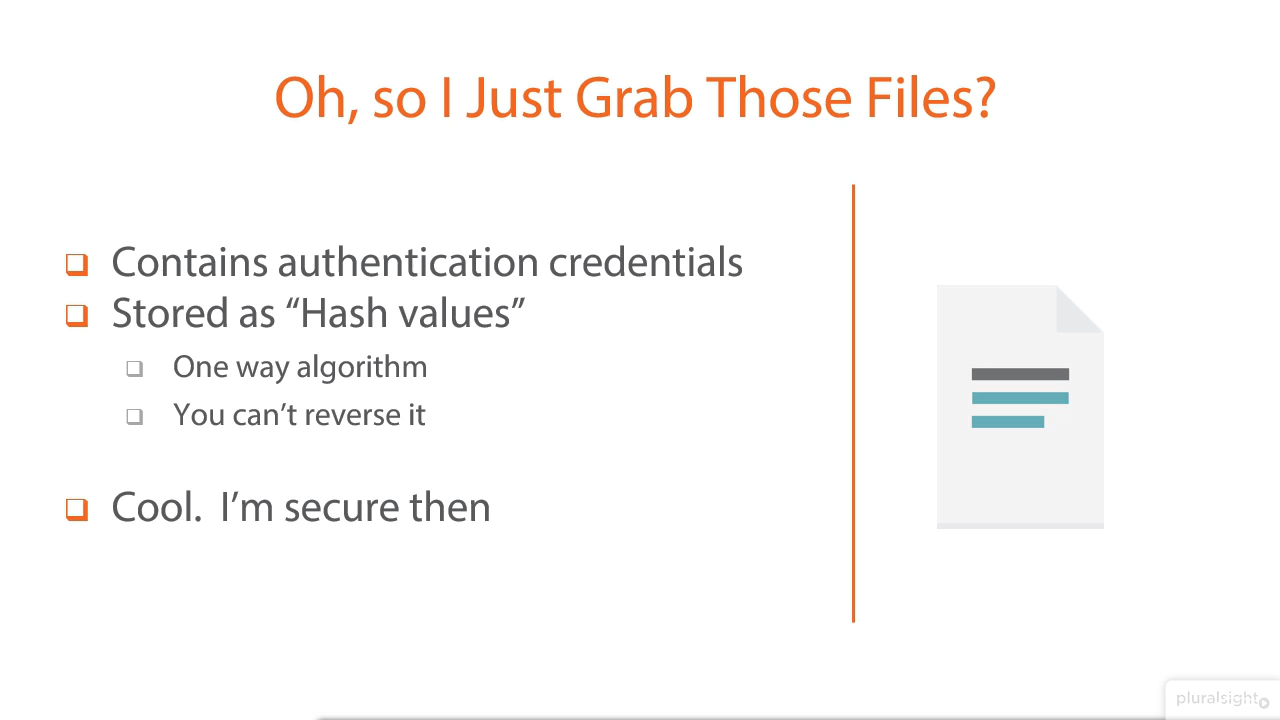 Oh, so I Just Grab Those Files?
Contains authentication credentials
Stored as “Hash values”
One way algorithm
You can’t reverse it
Cool.  I’m secure then
pluralsight